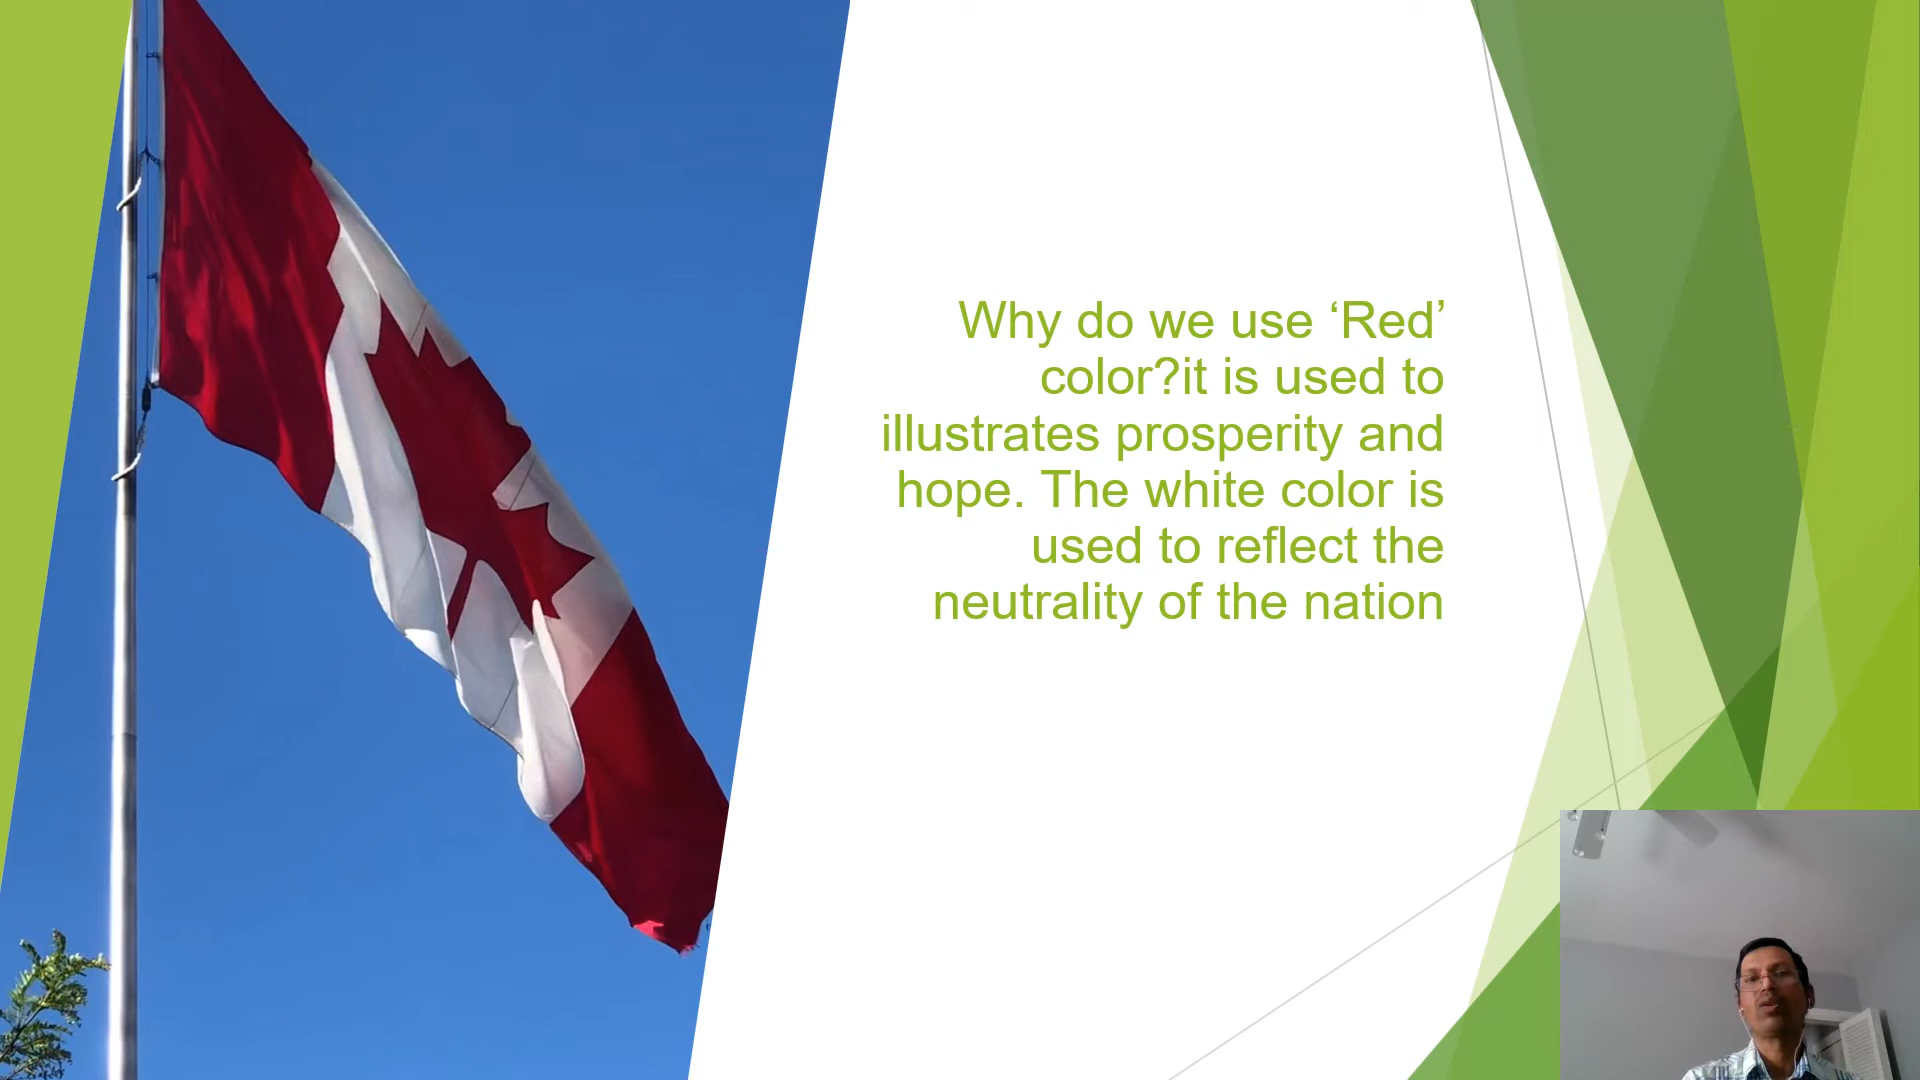 Why do we use ‘Red’
color?it is used to
illustrates prosperity and
hope. The white color is
used to reflect the
neutrality of the nation